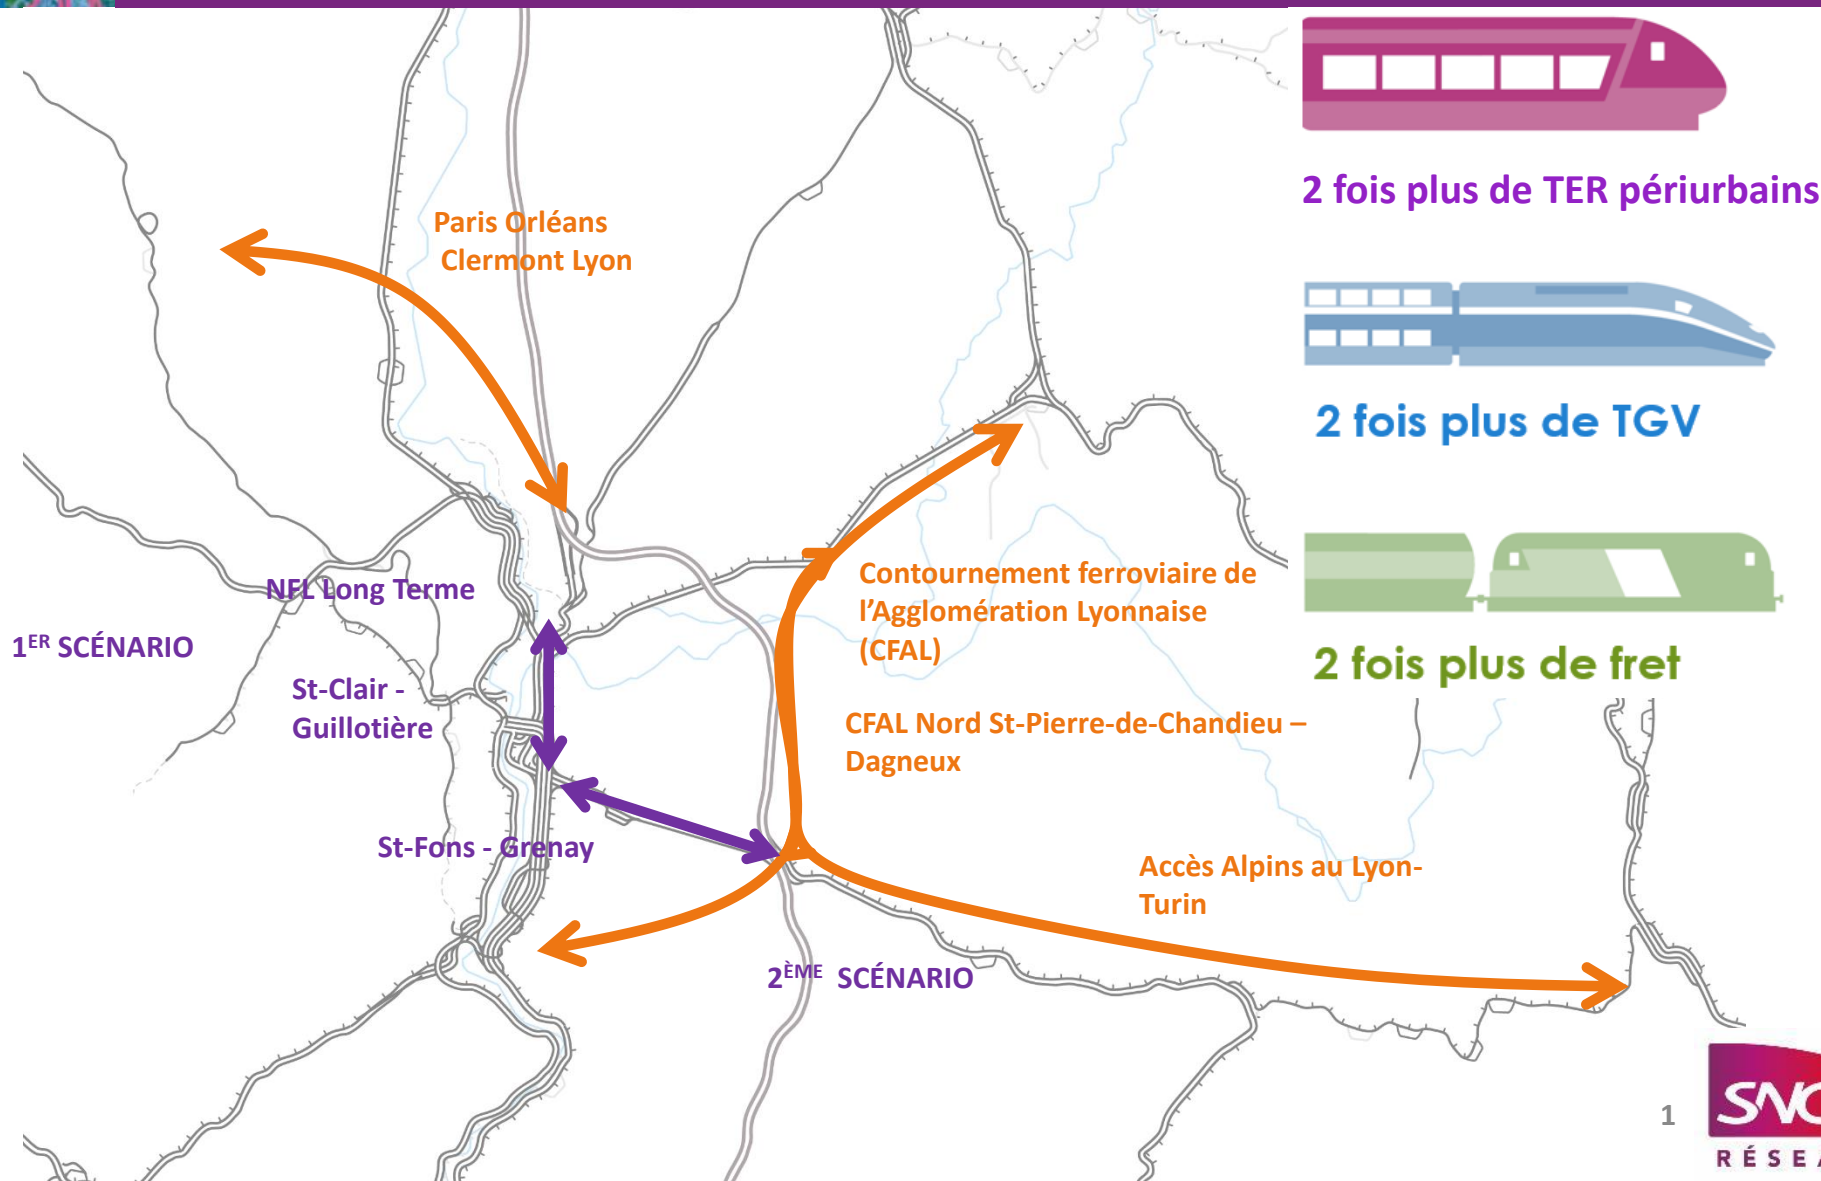 2 fois plus de TER périurbains
Paris Orléans
Clermont Lyon
2 fois plus de TGV
NFL Long Terme
Contournement ferroviaire de
l’Agglomération Lyonnaise
(CFAL)
1ER SCÉNARIO
2 fois plus de fret
St-Clair -
Guillotière
CFAL Nord St-Pierre-de-Chandieu –
Dagneux
St-Fons - Grenay
Accès Alpins au Lyon-
Turin
2ÈME SCÉNARIO
1